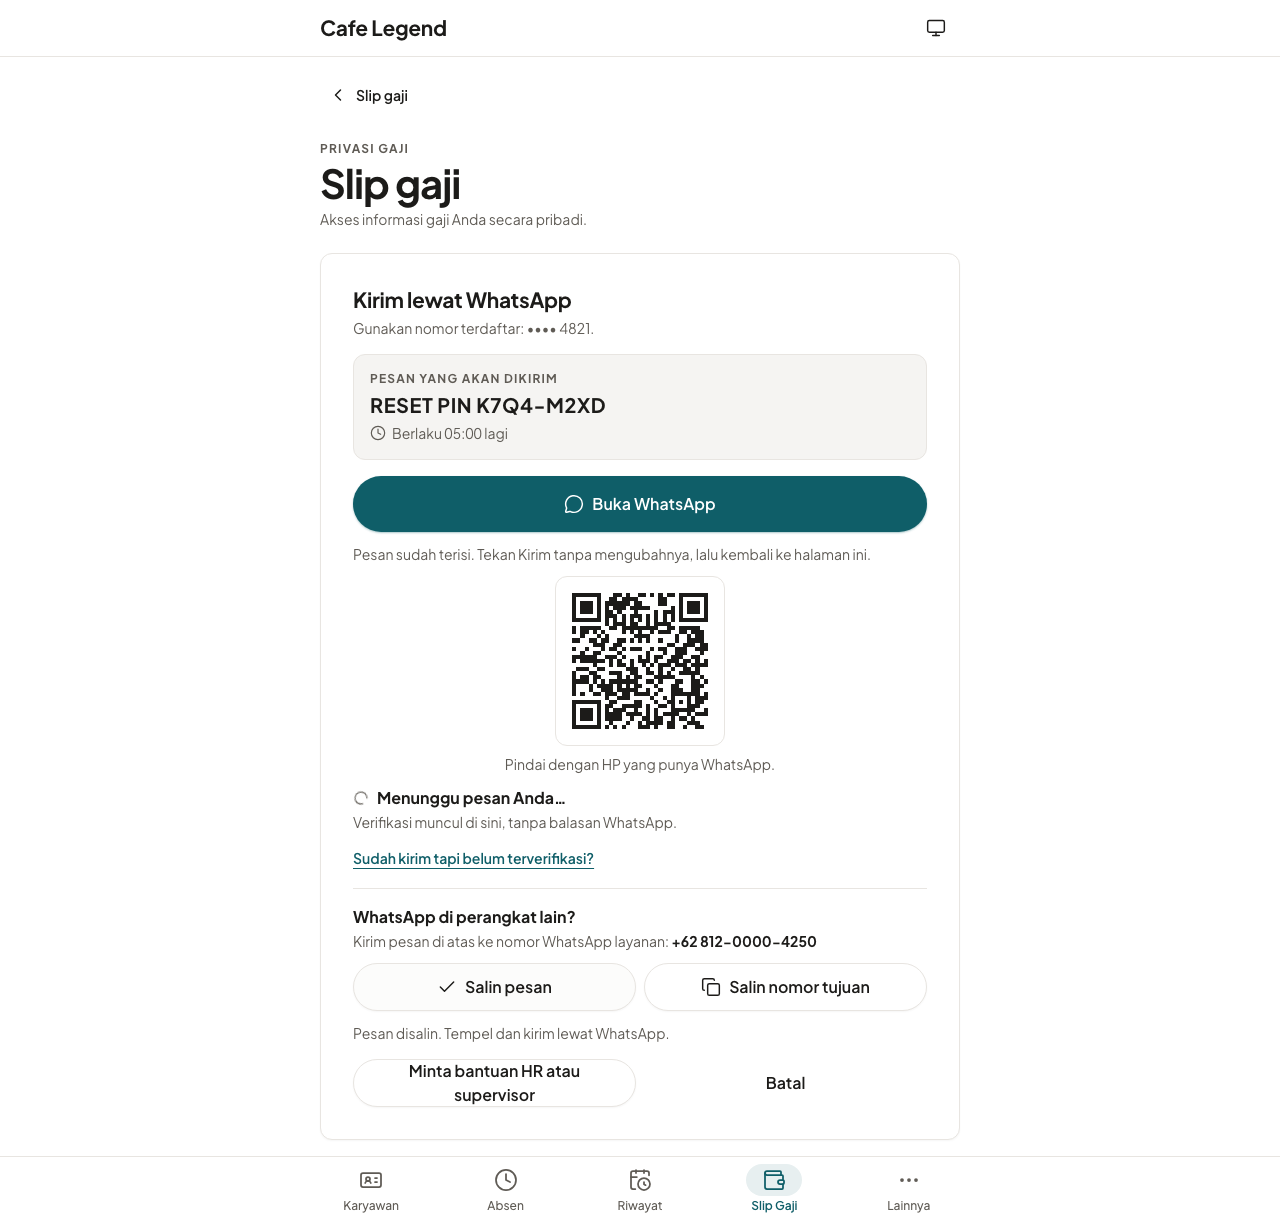 Cafe Legend
Slip gaji
PRIVASI GAJI
Slip gaji
Akses informasi gaji Anda secara pribadi.
Kirim lewat WhatsApp
Gunakan nomor terdaftar: •••• 4821.
PESAN YANG AKAN DIKIRIM
RESET PIN K7Q4-M2XD
Berlaku 05:00 lagi
Buka WhatsApp
Pesan sudah terisi. Tekan Kirim tanpa mengubahnya, lalu kembali ke halaman ini.
Pindai dengan HP yang punya WhatsApp.
Menunggu pesan Anda…
Verifikasi muncul di sini, tanpa balasan WhatsApp.
Sudah kirim tapi belum terverifikasi?
WhatsApp di perangkat lain?
Kirim pesan di atas ke nomor WhatsApp layanan: +62 812-0000-4250
Salin pesan
Salin nomor tujuan
Pesan disalin. Tempel dan kirim lewat WhatsApp.
Minta bantuan HR atau
supervisor
Batal
Karyawan
Absen
Riwayat
Slip Gaji
Lainnya